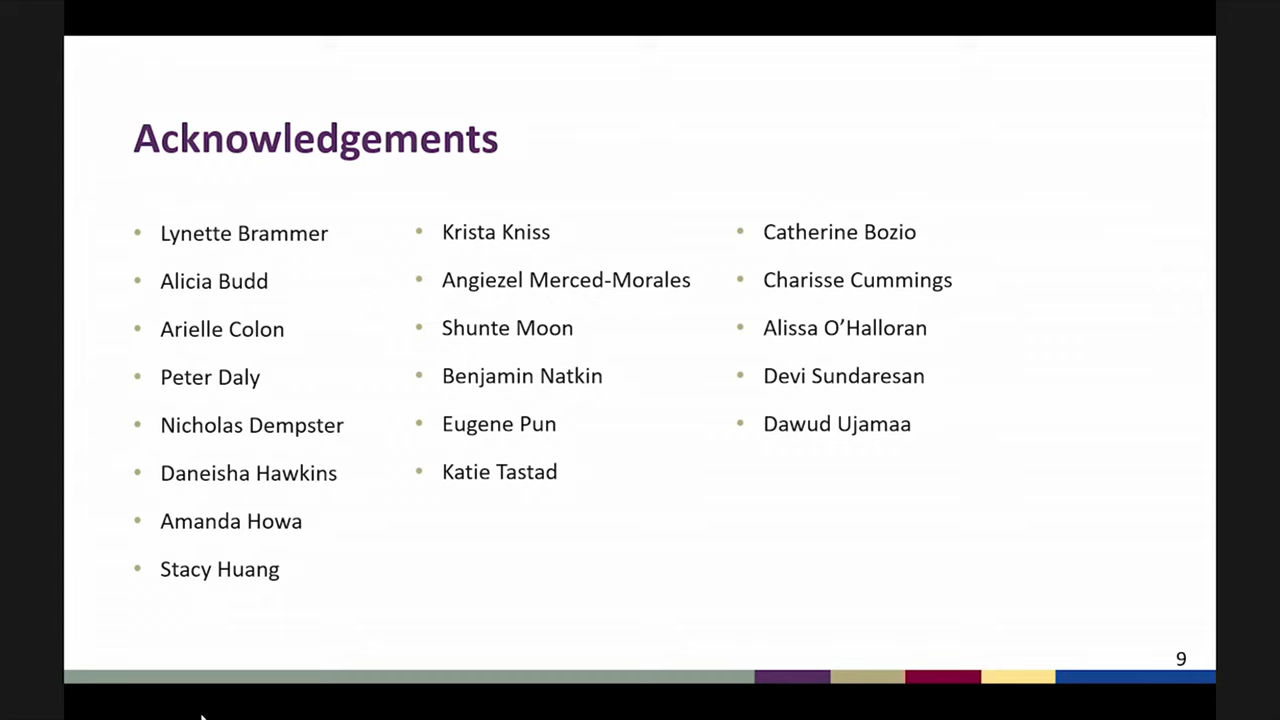 Acknowledgements
• Lynette Brammer
• Alicia Budd
• Arielle Colon
• Peter Daly
• Nicholas Dempster
• Daneisha Hawkins
• Amanda Howa
• Stacy Huang
• Krista Kniss
• Angiezel Merced-Morales
• Shunte Moon
• Benjamin Natkin
• Eugene Pun
• Katie Tastad
• Catherine Bozio
• Charisse Cummings
• Alissa O’Halloran
• Devi Sundaresan
• Dawud Ujamaa
9